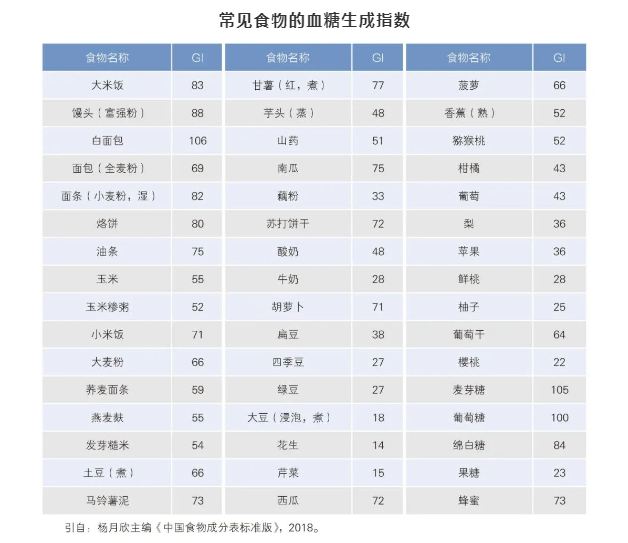 常见食物的血糖生成指数
食物名称 GI 食物名称 GI 食物名称 GI
大米饭 83 甘薯（红，煮） 77 菠萝 66
馒头（富强粉） 88 芋头（蒸） 48 香蕉（熟） 52
白面包 106 山药 51 猕猴桃 52
面包（全麦粉） 69 南瓜 75 柑橘 43
面条（小麦粉，湿） 82 藕粉 33 葡萄 43
烙饼 80 苏打饼干 72 梨 36
油条 75 酸奶 48 苹果 36
玉米 55 牛奶 28 鲜桃 28
玉米糁粥 52 胡萝卜 71 柚子 25
小米饭 71 扁豆 38 葡萄干 64
大麦粉 66 四季豆 27 樱桃 22
荞麦面条 59 绿豆 27 麦芽糖 105
燕麦麸 55 大豆（浸泡，煮） 18 葡萄糖 100
发芽糙米 54 花生 14 绵白糖 84
土豆（煮） 66 芹菜 15 果糖 23
马铃薯泥 73 西瓜 72 蜂蜜 73
引自：杨月欣主编《中国食物成分表标准版》，2018。